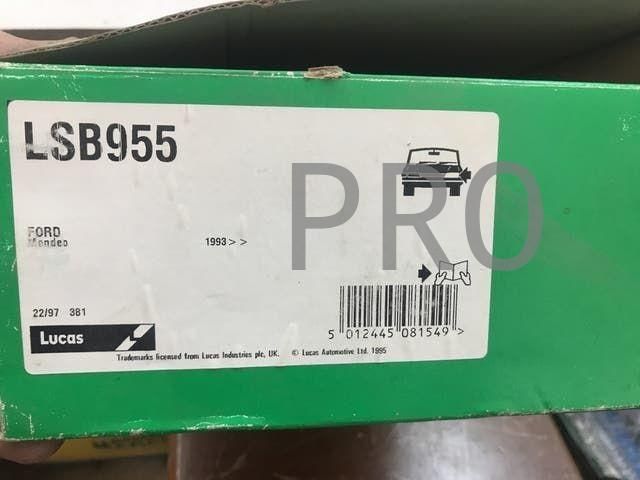 LSB955
FORD
Mondeo
1993>>
PRO
22/97 381
Lucas
5 012445 081549 >
Trademarks licensed from Lucas Industries plc, UK. © Lucas Automotive Ltd. 1995